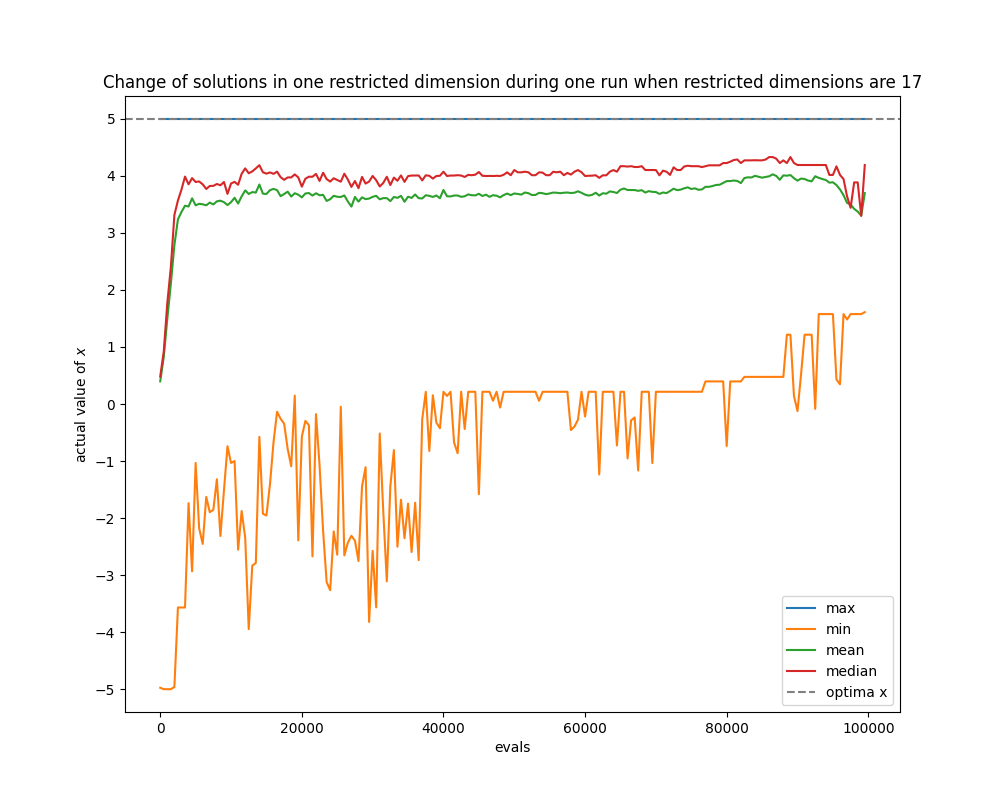 Change of solutions in one restricted dimension during one run when restricted dimensions are 17
actual value of x
5
4
3
2
1
0
−1
−2
−3
−4
−5
max
min
mean
median
optima x
0 20000 40000 60000 80000 100000
evals